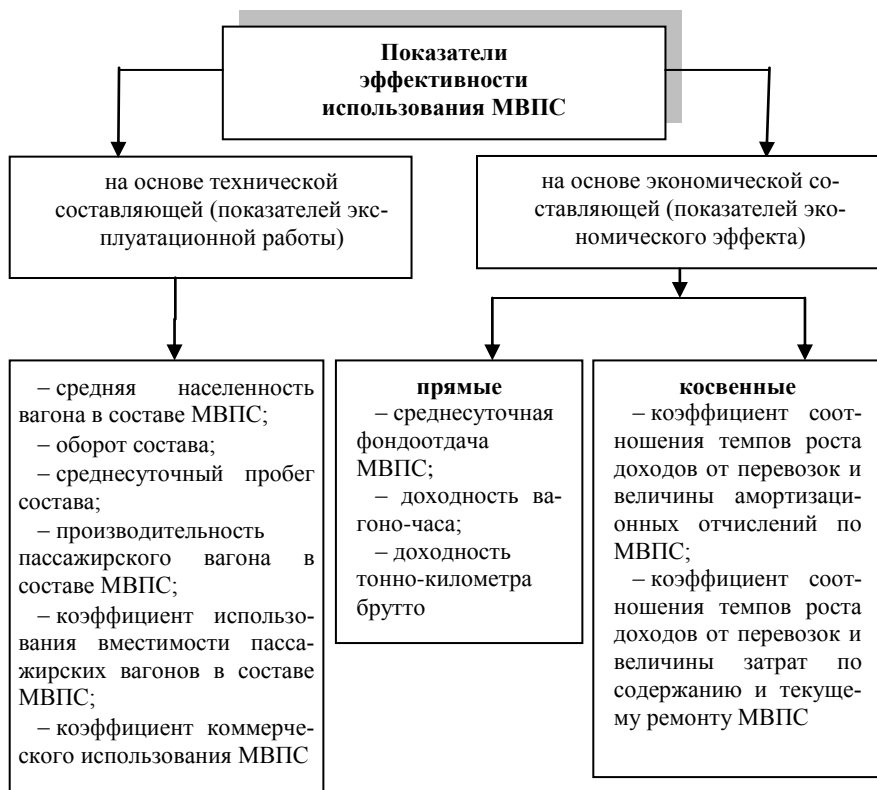 Показатели
эффективности
использования МВПС
на основе технической
составляющей (показателей экс-
плуатационной работы)
на основе экономической со-
ставляющей (показателей эко-
номического эффекта)
– средняя населенность
вагона в составе МВПС;
– оборот состава;
– среднесуточный пробег
состава;
– производительность
пассажирского вагона в
составе МВПС;
– коэффициент использо-
вания вместимости пасса-
жирских вагонов в составе
МВПС;
– коэффициент коммерче-
ского использования МВПС
прямые
– среднесуточная
фондоотдача
МВПС;
– доходность ва-
гоно-часа;
– доходность
тонно-километра
брутто
косвенные
– коэффициент соот-
ношения темпов роста
доходов от перевозок и
величины амортизаци-
онных отчислений по
МВПС;
– коэффициент соот-
ношения темпов роста
доходов от перевозок и
величины затрат по
содержанию и текуще-
му ремонту МВПС